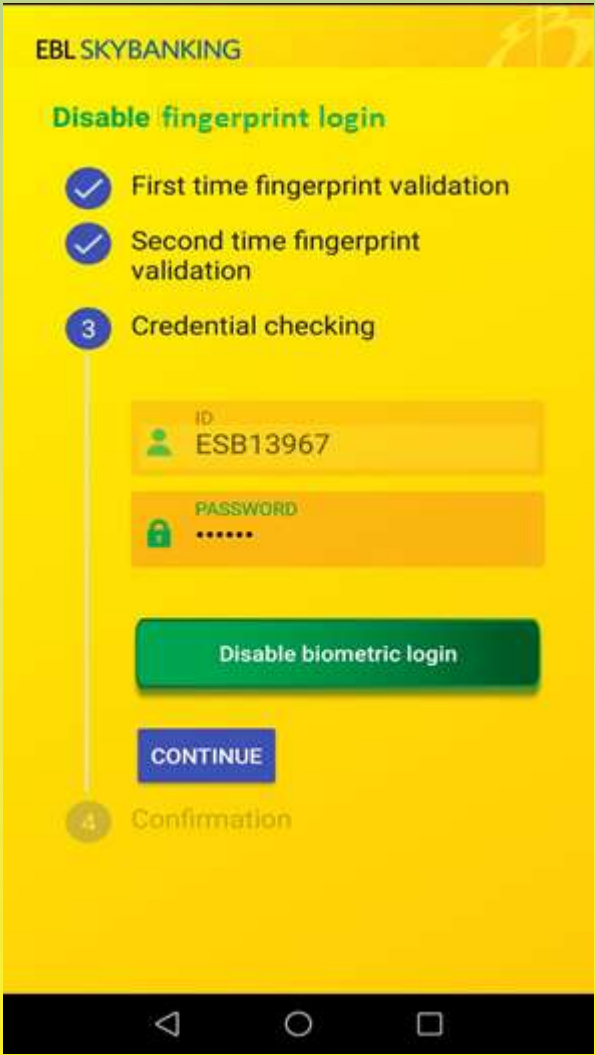 EBL SKYBANKING
Disable fingerprint login
First time fingerprint validation
Second time fingerprint
validation
3 Credential checking
ID
ESB13967
PASSWORD
••••••
Disable biometric login
CONTINUE
4 Confirmation